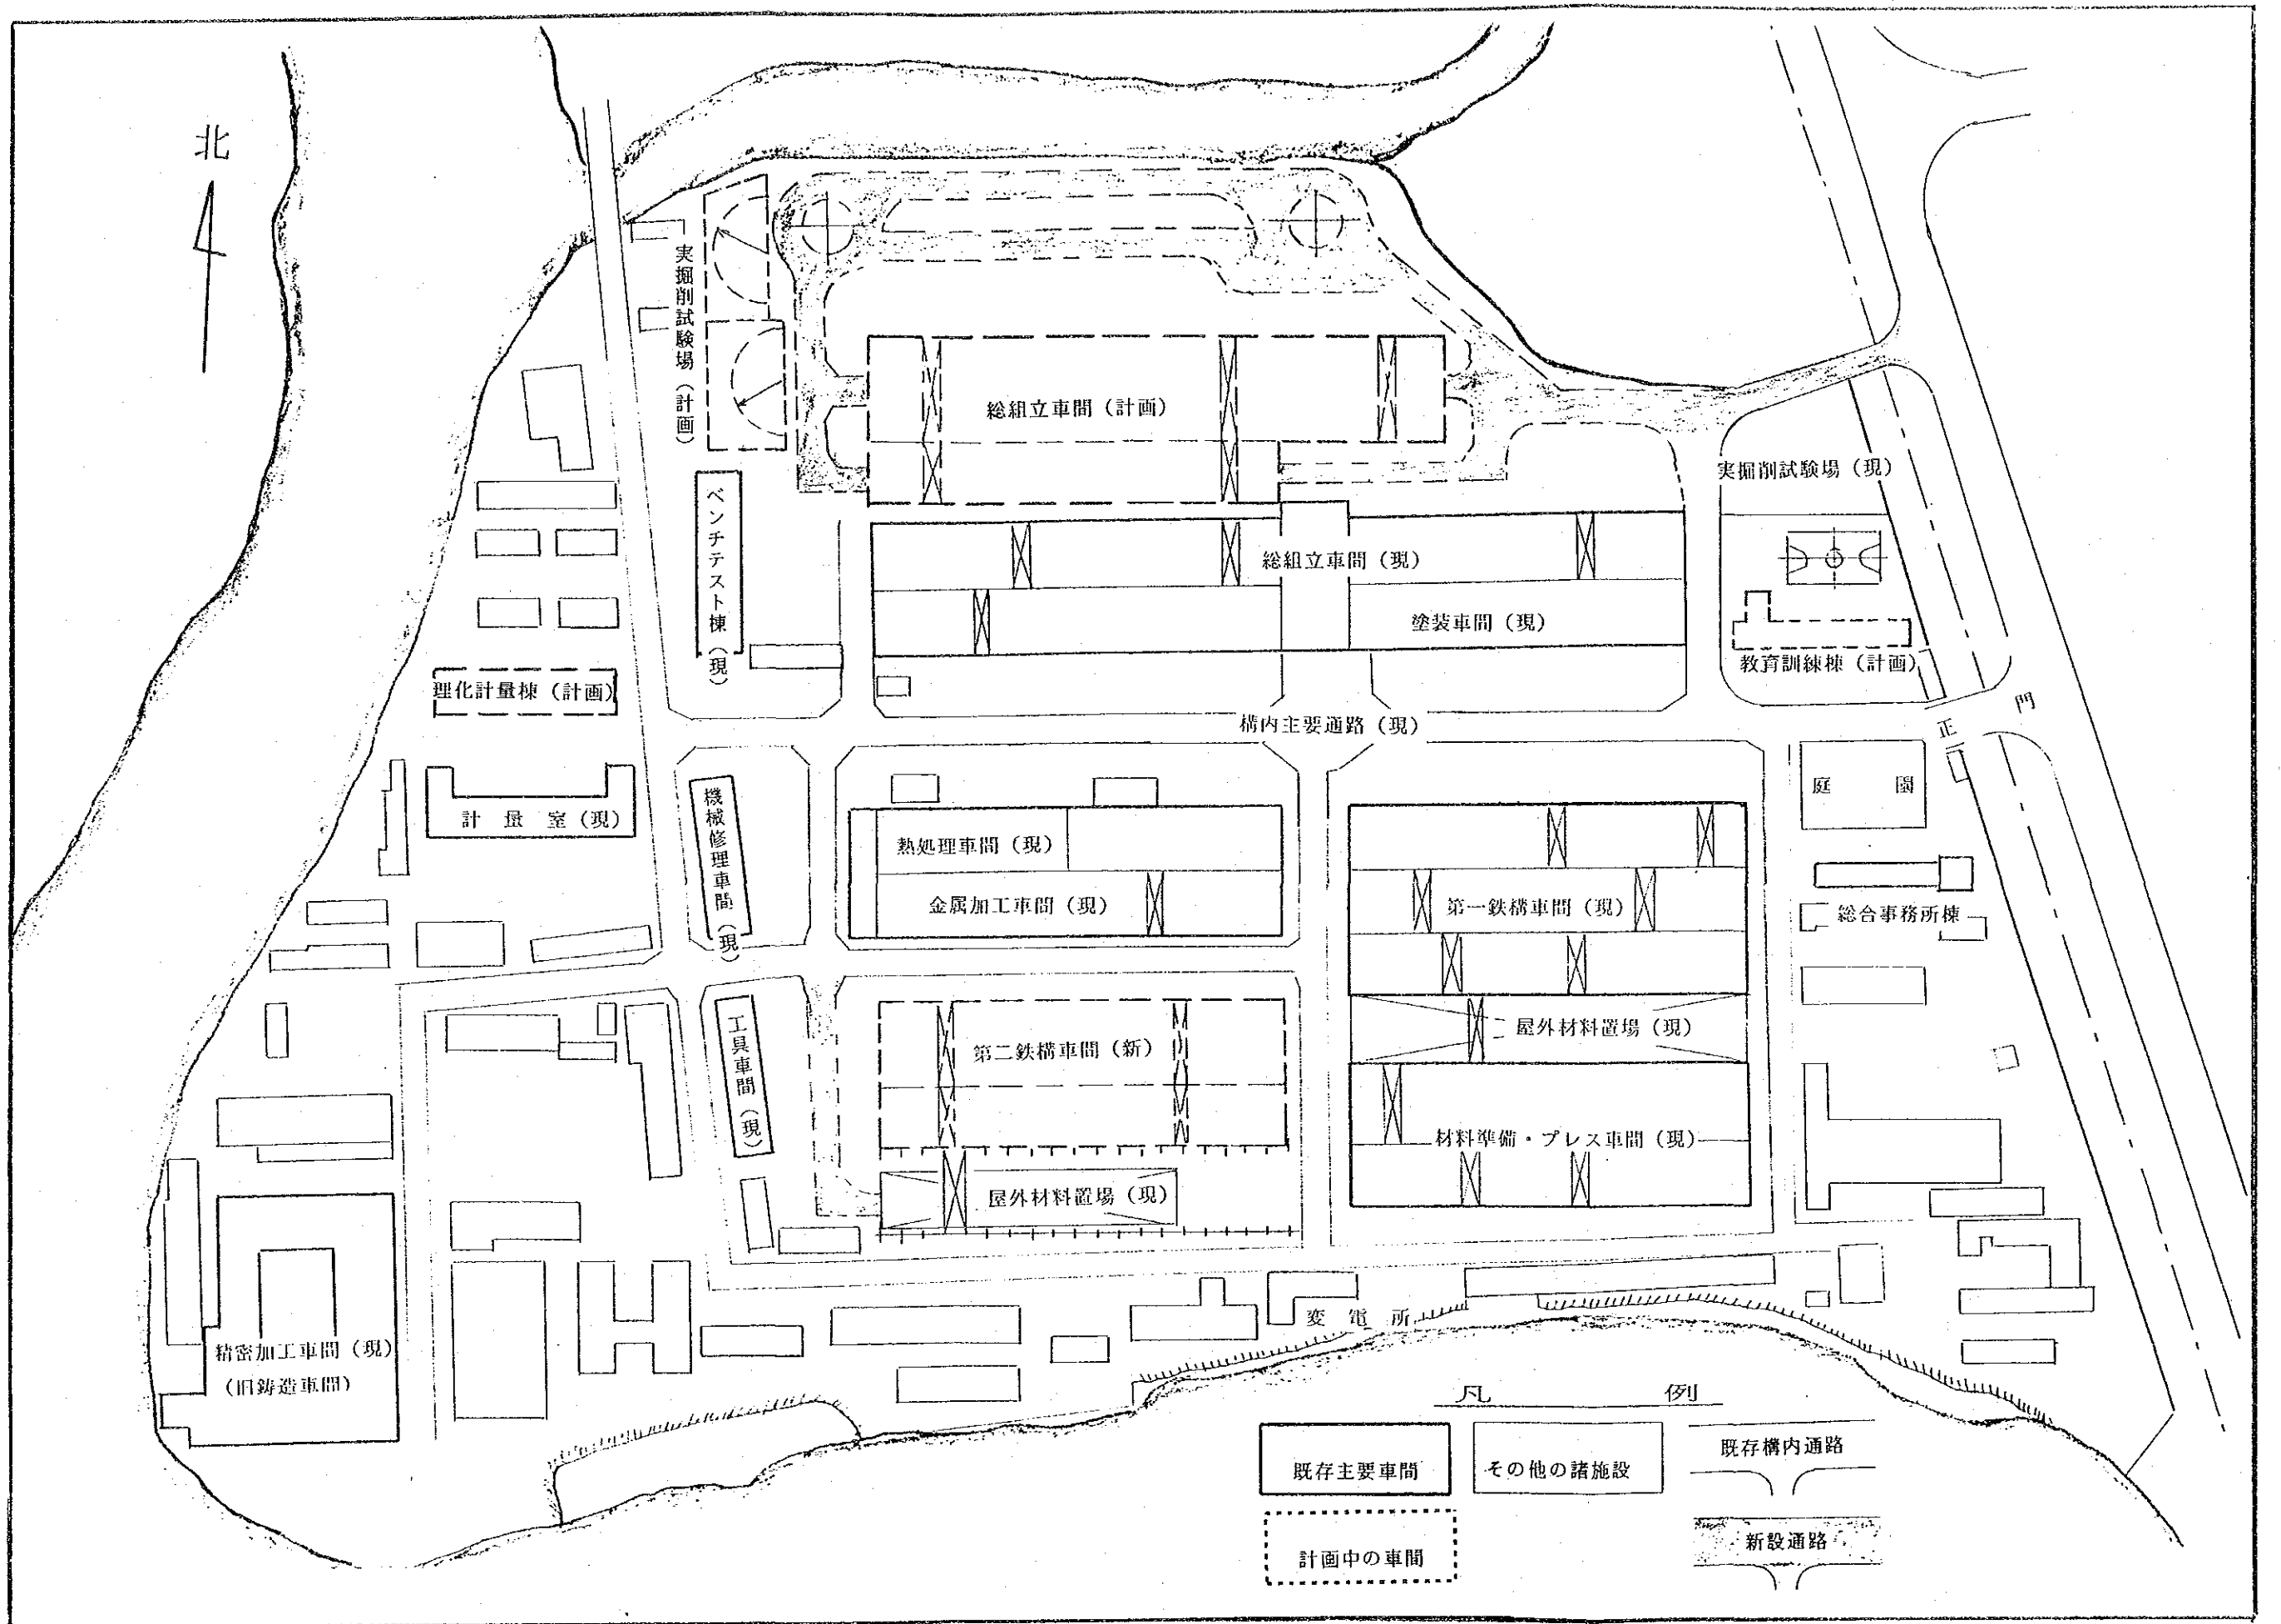 北
実掘削試験場（計画）
総組立車間（計画）
実掘削試験場（現）
ベンチテスト棟（現）
総組立車間（現）
塗装車間（現）
教育訓練棟（計画）
理化計量棟（計画）
正門
構内主要通路（現）
計量室（現）
機械修理車間（現）
熱処理車間（現）
金属加工車間（現）
第一鉄構車間（現）
庭園
総合事務所棟
工具車間（現）
第二鉄構車間（新）
屋外材料置場（現）
材料準備・プレス車間（現）
屋外材料置場（現）
変電所
精密加工車間（現）
（旧鋳造車間）
凡例
既存主要車間
その他の諸施設
既存構内通路
計画中の車間
新設通路